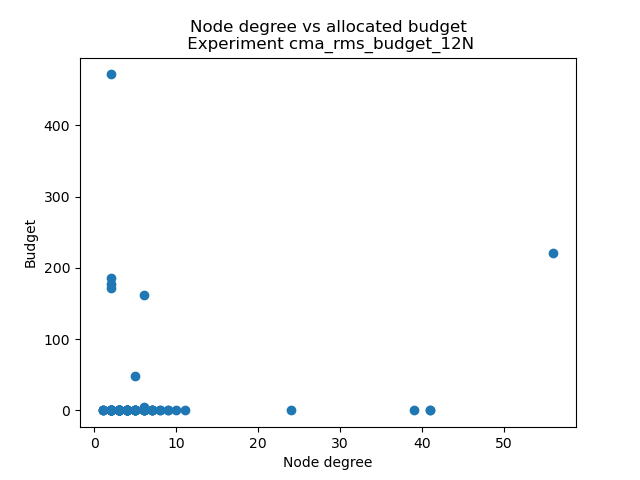 Node degree vs allocated budget
Experiment cma_rms_budget_12N
400
300
200
100
0
Budget
0 10 20 30 40 50
Node degree